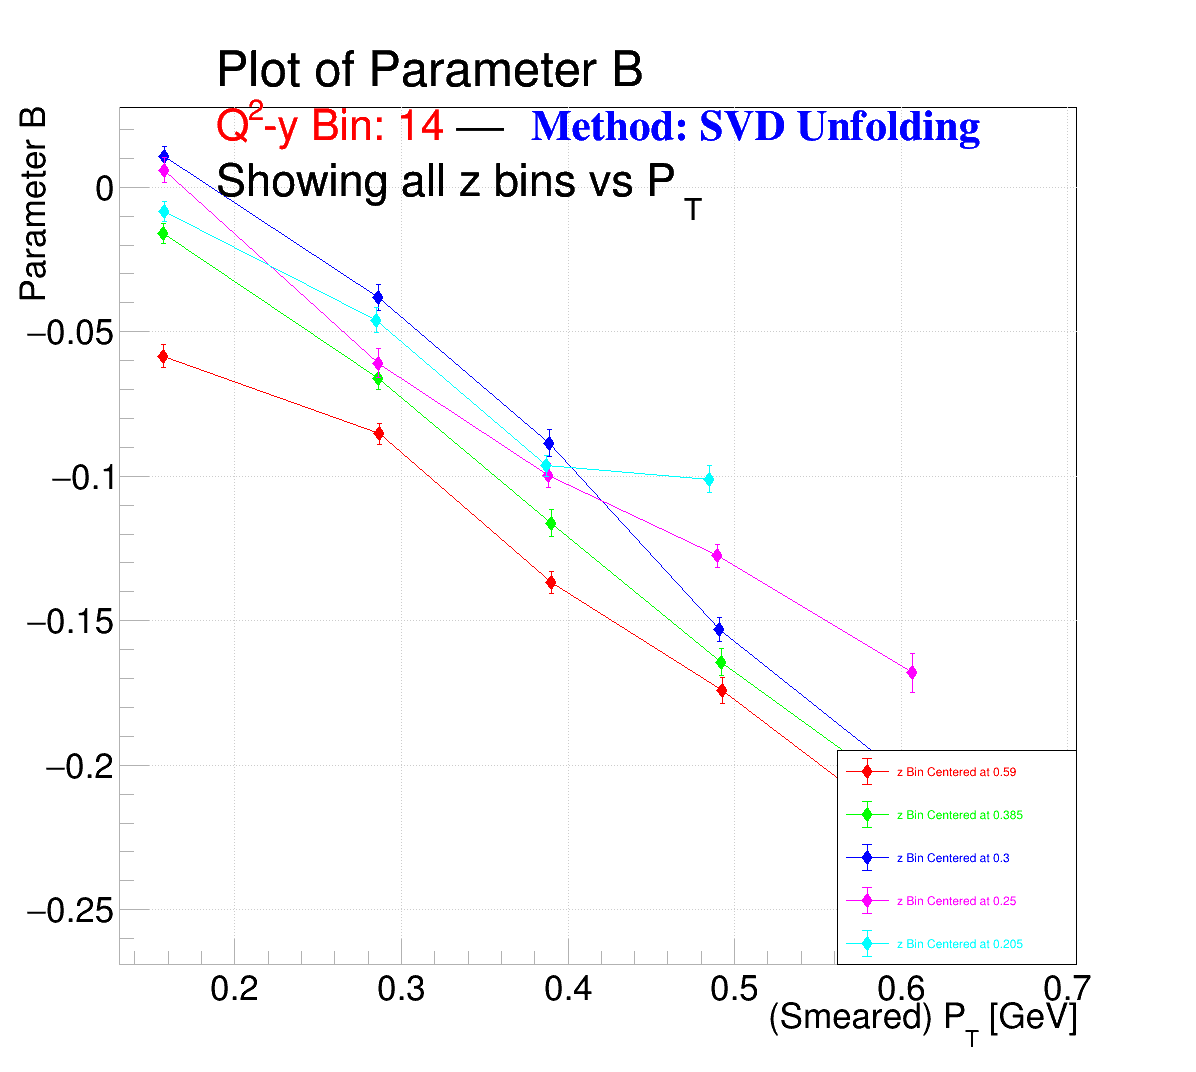 Plot of Parameter B
Q2-y Bin: 14 — Method: SVD Unfolding
Showing all z bins vs PT
Parameter B
0
−0.05
−0.1
−0.15
−0.2
−0.25
z Bin Centered at 0.59
z Bin Centered at 0.385
z Bin Centered at 0.3
z Bin Centered at 0.25
z Bin Centered at 0.205
0.2 0.3 0.4 0.5 0.6 0.7
(Smeared) PT [GeV]